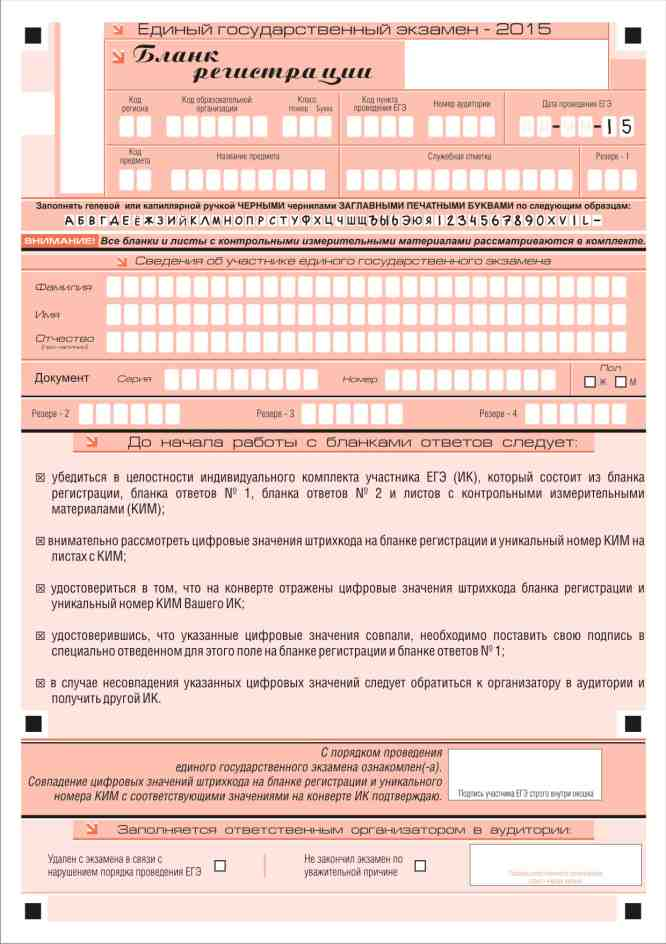 Единый государственный экзамен - 2015
Бланк
регистрации
Код региона
Код образовательной организации
Класс
Номер Буква
Код пункта проведения ЕГЭ
Номер аудитории
Дата проведения ЕГЭ
- - 15
Код предмета
Название предмета
Служебная отметка
Резерв - 1
Заполнять гелевой или капиллярной ручкой ЧЕРНЫМИ чернилами ЗАГЛАВНЫМИ ПЕЧАТНЫМИ БУКВАМИ по следующим образцам:
АБВГДЕЁЖЗИЙКЛМНОПРСТУФХЦЧШЩЪЫЬЭЮЯ1234567890XVIL-
ВНИМАНИЕ! Все бланки и листы с контрольными измерительными материалами рассматриваются в комплекте.
Сведения об участнике единого государственного экзамена
Фамилия
Имя
Отчество
(при наличии)
Документ Серия Номер
Пол
Ж М
Резерв - 2 Резерв - 3 Резерв - 4
До начала работы с бланками ответов следует:
убедиться в целостности индивидуального комплекта участника ЕГЭ (ИК), который состоит из бланка
регистрации, бланка ответов № 1, бланка ответов № 2 и листов с контрольными измерительными
материалами (КИМ);
внимательно рассмотреть цифровые значения штрихкода на бланке регистрации и уникальный номер КИМ на
листах с КИМ;
удостовериться в том, что на конверте отражены цифровые значения штрихкода бланка регистрации и
уникальный номер КИМ Вашего ИК;
удостоверившись, что указанные цифровые значения совпали, необходимо поставить свою подпись в
специально отведенном для этого поле на бланке регистрации и бланке ответов № 1;
в случае несовпадения указанных цифровых значений следует обратиться к организатору в аудитории и
получить другой ИК.
С порядком проведения
единого государственного экзамена ознакомлен(-а).
Совпадение цифровых значений штрихкода на бланке регистрации и уникального
номера КИМ с соответствующими значениями на конверте ИК подтверждаю.
Подпись участника ЕГЭ строго внутри окошка
Заполняется ответственным организатором в аудитории:
Удален с экзамена в связи с
нарушением порядка проведения ЕГЭ
Не закончил экзамен по
уважительной причине